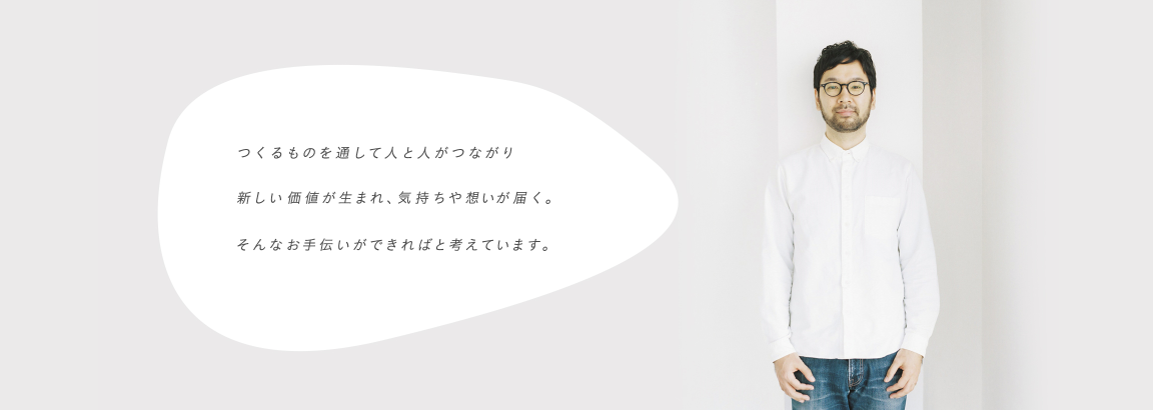 つくるものを通して人と人がつながり
新しい価値が生まれ、気持ちや想いが届く。
そんなお手伝いができればと考えています。